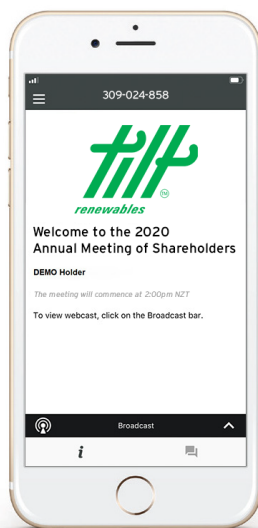 309-024-858
tilt
TM
renewables
Welcome to the 2020
Annual Meeting of Shareholders
DEMO Holder
The meeting will commence at 2:00pm NZT
To view webcast, click on the Broadcast bar.
Broadcast
i